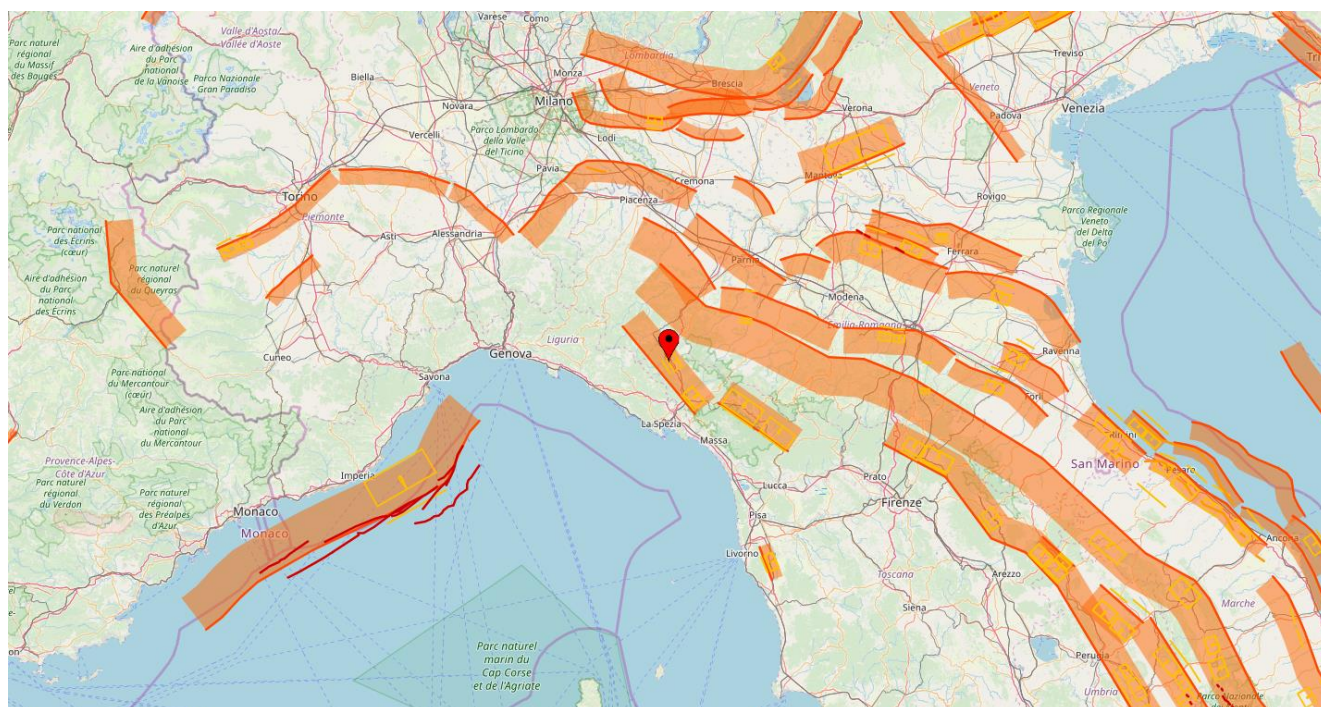 Parc naturel
régional
du Massif
des Bauges
Aire d'adhésion
du Parc
national
de la Vanoise
Valle d'Aosta/
Vallée d'Aoste
Parco Nazionale
Gran Paradiso
Varese
Como
Lombardia
Biella
Monza
Milano
Brescia
Novara
Vercelli
Parco Lombardo
della Valle
del Ticino
Lodi
Verona
Veneto
Treviso
Padova
Venezia
Tri
Pavia
Cremona
Mantova
Rovigo
Piacenza
Torino
Piemonte
Asti
Alessandria
Parco Regionale
Veneto
del Delta
del Po
Parc national
des Ecrins
(cœur)
Aire d'adhésion
du Parc
national des
Ecrins
Parc naturel
régional
du Queyras
Parma
Ferrara
Modena
Emilia-Romagna
Ravenna
Forlì
Rimini
San Marino
Pesaro
Ancona
Marche
Cuneo
Genova
Liguria
Savona
La Spezia
Massa
Parc national
du Mercantour
(cœur)
Aire d'adhésion
du Parc
national du
Mercantour
Provence-Alpes-
Côte d'Azur
Parc naturel
régional
du Verdon
Parc naturel
régional
des Préalpes
d'Azur
Imperia
Monaco
Monaco
Lucca
Prato
Firenze
Pisa
Livorno
Toscana
Arezzo
Siena
Perugia
Umbria
Parc naturel
marin du
Cap Corse
et de l'Agriate